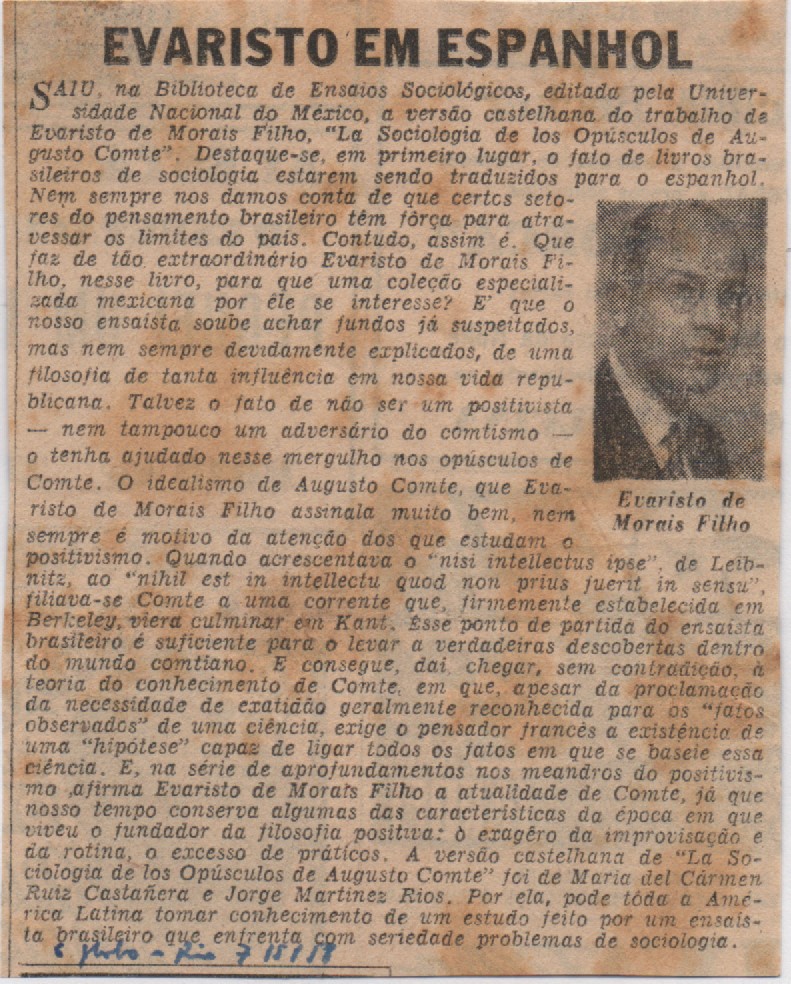 EVARISTO EM ESPANHOL
SAIU, na Biblioteca de Ensaios Sociológicos, editada pela Univer-
sidade Nacional do México, a versão castelhana do trabalho de
Evaristo de Morais Filho, "La Sociologia de los Opúsculos de Au-
gusto Comte". Destaque-se, em primeiro lugar, o fato de livros bra-
sileiros de sociologia estarem sendo traduzidos para o espanhol.
Nem sempre nos damos conta de que certos seto-
res do pensamento brasileiro têm fôrça para atra-
vessar os limites do país. Contudo, assim é. Que
faz de tão extraordinário Evaristo de Morais Fi-
lho, nesse livro, para que uma coleção especiali-
zada mexicana por êle se interesse? E' que o
nosso ensaista soube achar fundos já suspeitados,
mas nem sempre devidamente explicados, de uma
filosofia de tanta influência em nossa vida repu-
blicana. Talvez o fato de não ser um positivista
— nem tampouco um adversário do comtismo —
o tenha ajudado nesse mergulho nos opúsculos de
Comte. O idealismo de Augusto Comte, que Eva-
risto de Morais Filho assinala muito bem, nem
sempre é motivo da atenção dos que estudam o
positivismo. Quando acrescentava o "nisi intellectus ipse", de Leib-
nitz, ao "nihil est in intellectu quod non prius fuerit in sensu",
filiava-se Comte a uma corrente que, firmemente estabelecida em
Berkeley, viera culminar em Kant. Êsse ponto de partida do ensaista
brasileiro é suficiente para o levar a verdadeiras descobertas dentro
do mundo comtiano. E consegue, daí, chegar, sem contradição, à
teoria do conhecimento de Comte, em que, apesar da proclamação
da necessidade de exatidão geralmente reconhecida para os "fatos
observados" de uma ciência, exige o pensador francês a existência de
uma "hipótese" capaz de ligar todos os fatos em que se baseie essa
ciência. E, na série de aprofundamentos nos meandros do positivis-
mo ,afirma Evaristo de Morais Filho a atualidade de Comte, já que
nosso tempo conserva algumas das características da época em que
viveu o fundador da filosofia positiva: o exagêro da improvisação e
da rotina, o excesso de práticos. A versão castelhana de "La So-
ciologia de los Opúsculos de Augusto Comte" foi de Maria del Cármen
Ruiz Castañera e Jorge Martinez Rios. Por ela, pode tôda a Amé-
rica Latina tomar conhecimento de um estudo feito por um ensais-
ta brasileiro que enfrenta com seriedade problemas de sociologia.
Evaristo de
Morais Filho
Globo - Rio 7